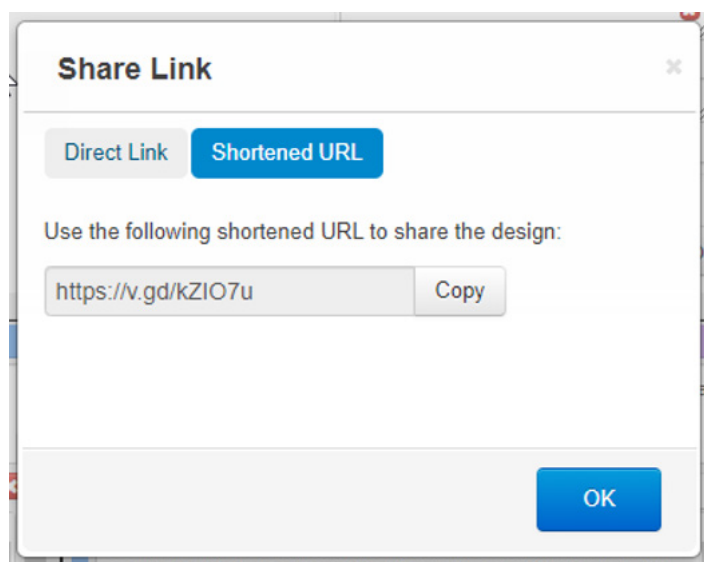 Share Link
Direct Link
Shortened URL
Use the following shortened URL to share the design:
https://v.gd/kZIO7u
Copy
OK